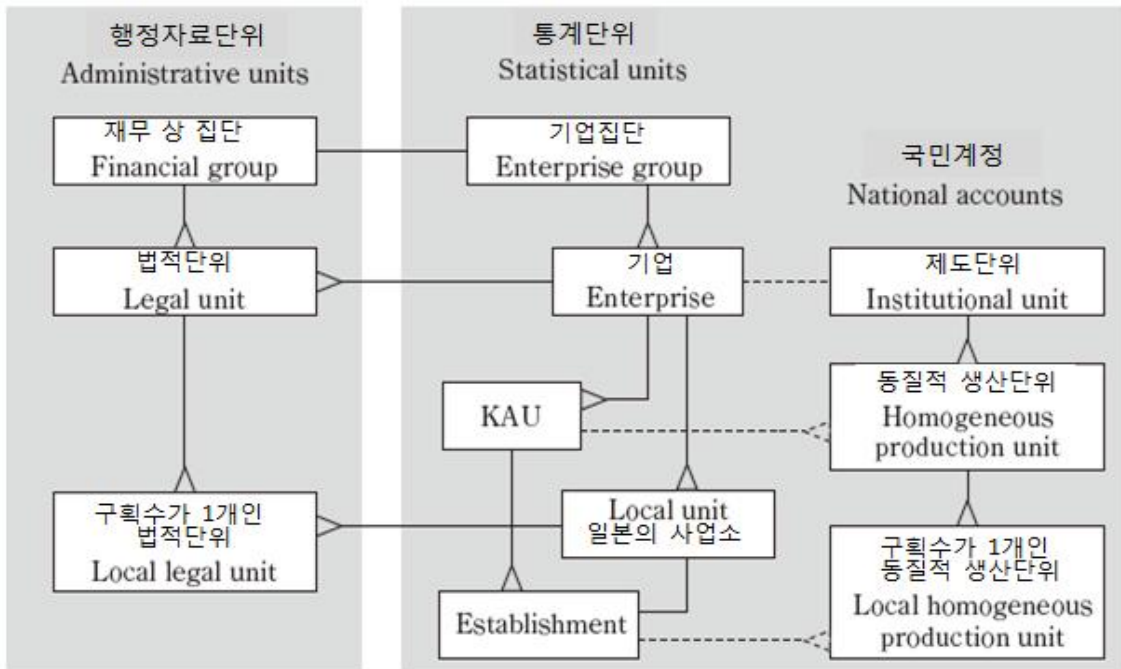 행정자료단위
Administrative units
재무 상 집단
Financial group
법적단위
Legal unit
구획수가 1개인
법적단위
Local legal unit
통계단위
Statistical units
기업집단
Enterprise group
기업
Enterprise
KAU
Local unit
일본의 사업소
Establishment
국민계정
National accounts
제도단위
Institutional unit
동질적 생산단위
Homogeneous
production unit
구획수가 1개인
동질적 생산단위
Local homogeneous
production unit